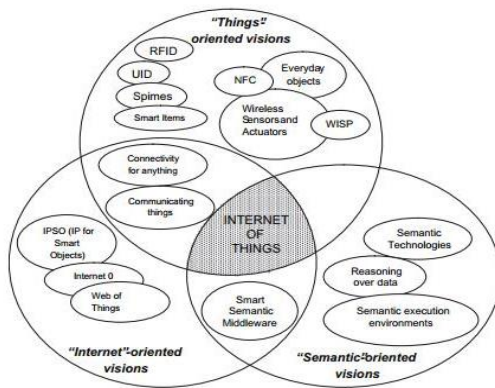 "Things"-
oriented visions
RFID
UID
Spimes
Smart Items
NFC
Everyday
objects
Wireless
Sensors and
Actuators
WISP
Connectivity
for anything
Communicating
things
INTERNET
OF
THINGS
IPSO (IP for
Smart
Objects)
Internet 0
Web of
Things
Semantic
Technologies
Reasoning
over data
Semantic execution
environments
Smart
Semantic
Middleware
"Internet"-oriented
visions
"Semantic"-oriented
visions